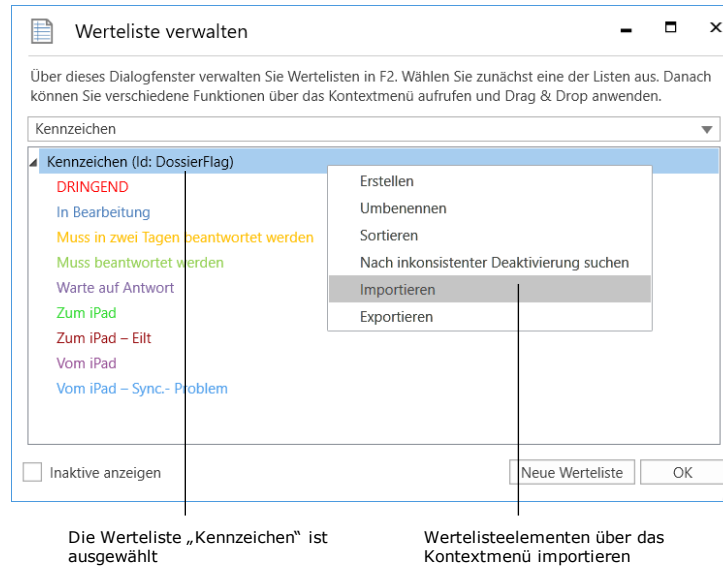 Werteliste verwalten
Über dieses Dialogfenster verwalten Sie Wertelisten in F2. Wählen Sie zunächst eine der Listen aus. Danach
können Sie verschiedene Funktionen über das Kontextmenü aufrufen und Drag & Drop anwenden.
Kennzeichen
Kennzeichen (Id: DossierFlag)
DRINGEND
In Bearbeitung
Muss in zwei Tagen beantwortet werden
Muss beantwortet werden
Warte auf Antwort
Zum iPad
Zum iPad – Eilt
Vom iPad
Vom iPad – Sync.- Problem
Erstellen
Umbenennen
Sortieren
Nach inkonsistenter Deaktivierung suchen
Importieren
Exportieren
Inaktive anzeigen
Neue Werteliste
OK
Die Werteliste „Kennzeichen“ ist
ausgewählt
Wertelisteelementen über das
Kontextmenü importieren